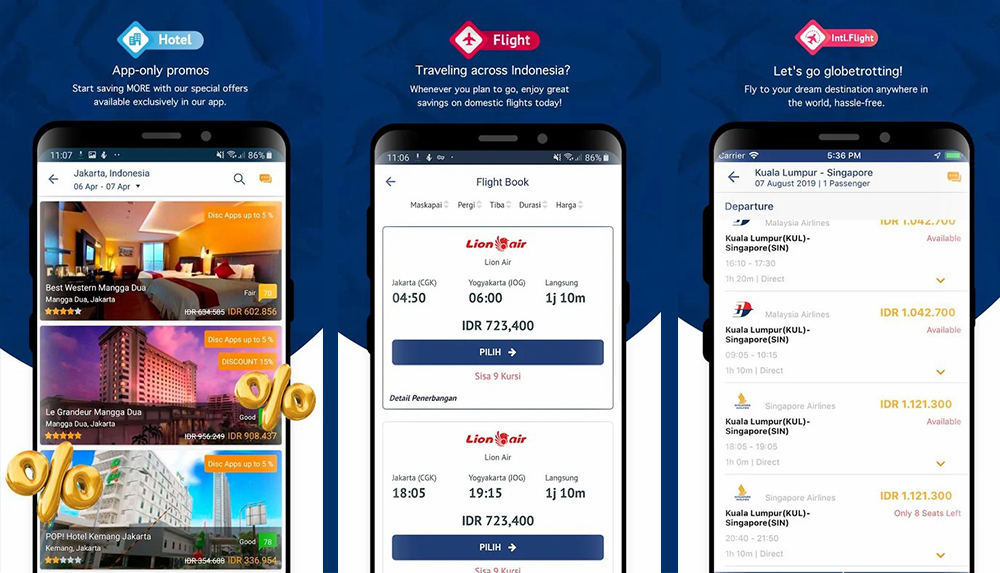 Hotel
App-only promos
Start saving MORE with our special offers
available exclusively in our app.
11:07
86%
Jakarta, Indonesia
06 Apr - 07 Apr
Disc Apps up to 5 %
Best Western Mangga Dua
Mangga Dua, Jakarta
Fair 70
IDR 634.585 IDR 602.856
Disc Apps up to 5 %
DISCOUNT 15%
%
Le Grandeur Mangga Dua
Mangga Dua, Jakarta
Good
IDR 956.249 IDR 908.437
%
Disc Apps up to 5 %
POP! Hotel Kemang Jakarta
Kemang, Jakarta
Good 78
IDR 354.688 IDR 336.954
Flight
Traveling across Indonesia?
Whenever you plan to go, enjoy great
savings on domestic flights today!
11:06
86%
Flight Book
Maskapai Pergi Tiba Durasi Harga
Lion air
Lion Air
Jakarta (CGK) Yogyakarta (JOG) Langsung
04:50 06:00 1j 10m
IDR 723,400
PILIH →
Sisa 9 Kursi
Detail Penerbangan
Lion air
Lion Air
Jakarta (CGK) Yogyakarta (JOG) Langsung
18:05 19:15 1j 10m
IDR 723,400
PILIH →
Sisa 9 Kursi
Intl.Flight
Let's go globetrotting!
Fly to your dream destination anywhere in
the world, hassle-free.
Carrier 5:36 PM
Kuala Lumpur - Singapore
07 August 2019 | 1 Passenger
Departure
Malaysia Airlines IDR 1.042.700
Kuala Lumpur(KUL)- Available
Singapore(SIN)
16:10 - 17:30
1h 20m | Direct
Malaysia Airlines IDR 1.042.700
Kuala Lumpur(KUL)- Available
Singapore(SIN)
09:05 - 10:15
1h 10m | Direct
SINGAPORE AIRLINES Singapore Airlines IDR 1.121.300
Kuala Lumpur(KUL)- Available
Singapore(SIN)
18:05 - 19:05
1h 0m | Direct
SINGAPORE AIRLINES Singapore Airlines IDR 1.121.300
Kuala Lumpur(KUL)- Only 8 Seats Left
Singapore(SIN)
20:40 - 21:50
1h 10m | Direct